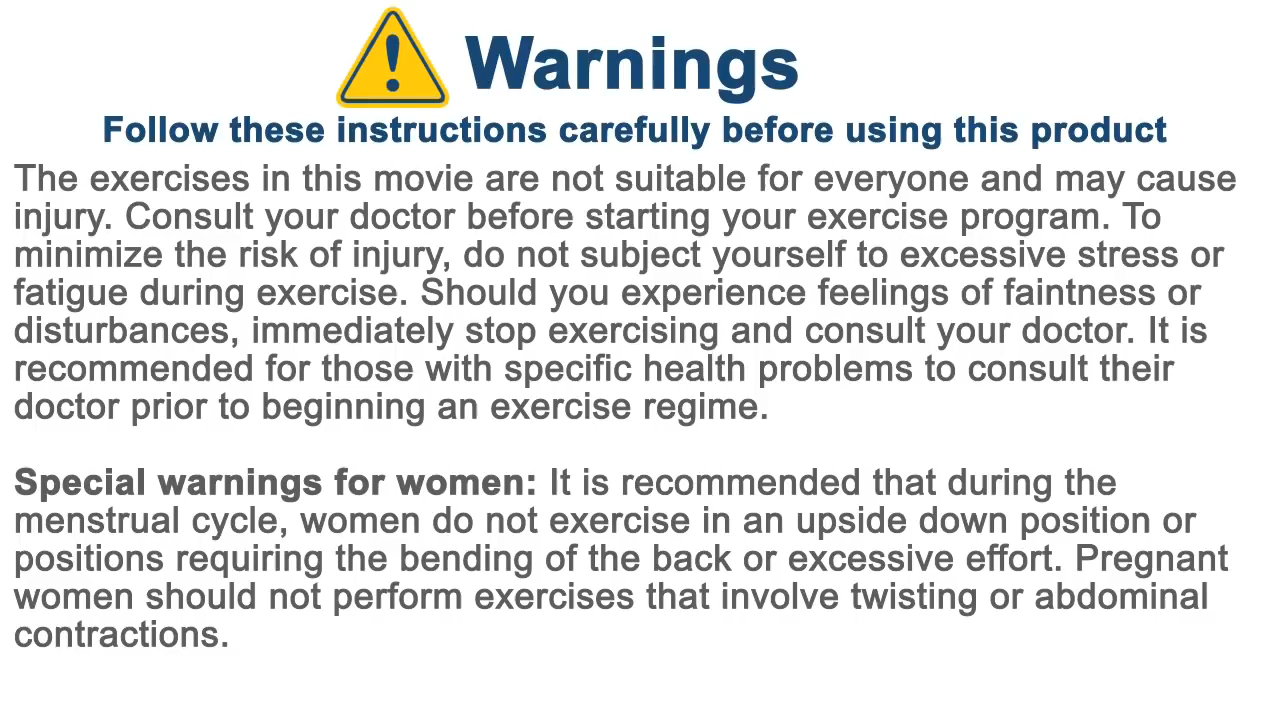 Warnings
Follow these instructions carefully before using this product
The exercises in this movie are not suitable for everyone and may cause
injury. Consult your doctor before starting your exercise program. To
minimize the risk of injury, do not subject yourself to excessive stress or
fatigue during exercise. Should you experience feelings of faintness or
disturbances, immediately stop exercising and consult your doctor. It is
recommended for those with specific health problems to consult their
doctor prior to beginning an exercise regime.
Special warnings for women: It is recommended that during the
menstrual cycle, women do not exercise in an upside down position or
positions requiring the bending of the back or excessive effort. Pregnant
women should not perform exercises that involve twisting or abdominal
contractions.